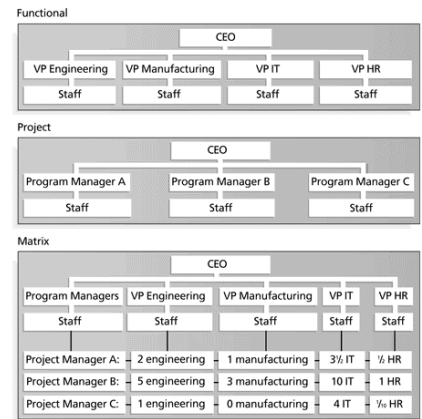 Functional
CEO
VP Engineering VP Manufacturing VP IT VP HR
Staff Staff Staff Staff
Project
CEO
Program Manager A Program Manager B Program Manager C
Staff Staff Staff
Matrix
CEO
Program Managers VP Engineering VP Manufacturing VP IT VP HR
Staff Staff Staff Staff Staff
Project Manager A: 2 engineering 1 manufacturing 3½ IT ½ HR
Project Manager B: 5 engineering 3 manufacturing 10 IT 1 HR
Project Manager C: 1 engineering 0 manufacturing 4 IT ⅒ HR